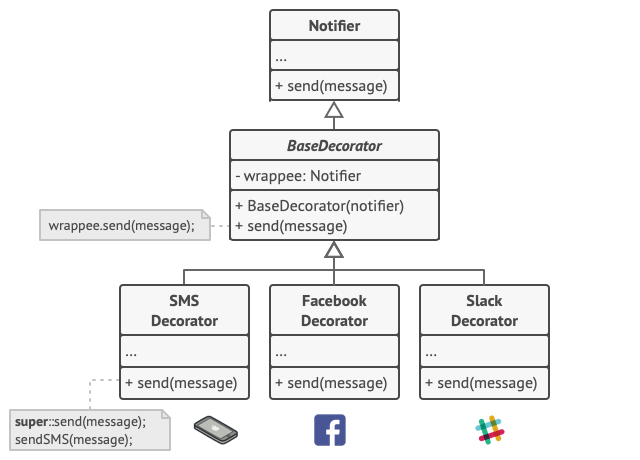 Notifier
...
+ send(message)
BaseDecorator
- wrappee: Notifier
+ BaseDecorator(notifier)
+ send(message)
wrappee.send(message);
SMS
Decorator
...
+ send(message)
Facebook
Decorator
...
+ send(message)
Slack
Decorator
...
+ send(message)
super::send(message);
sendSMS(message);